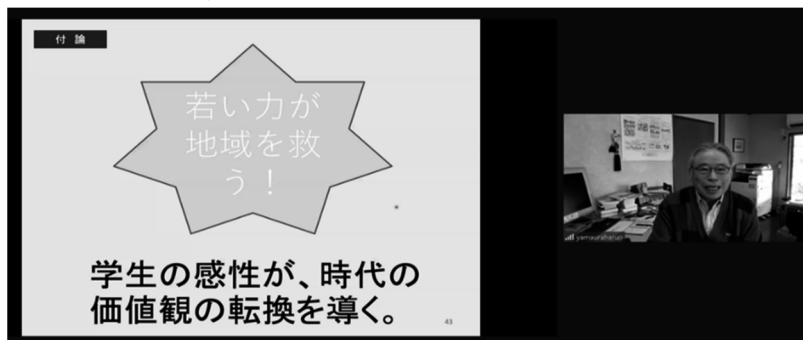 付 論
若い力が
地域を救
う！
学生の感性が、時代の
価値観の転換を導く。
43
yamauraharuo